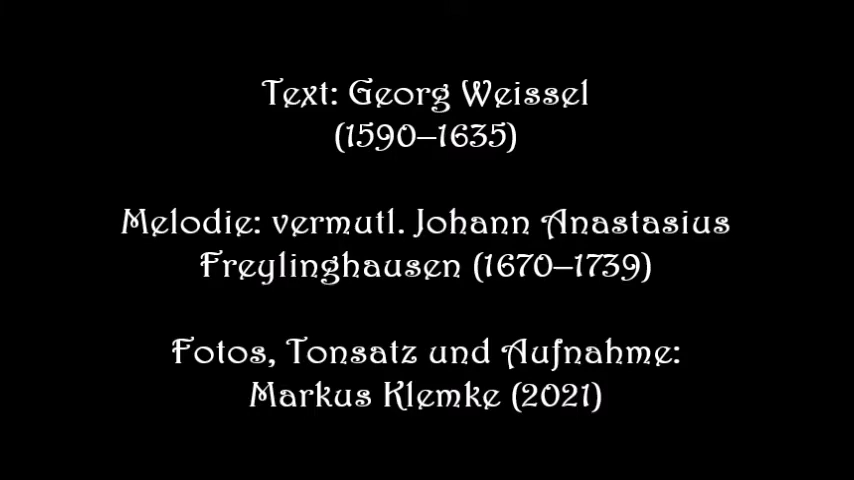 Text: Georg Weissel
(1590–1635)
Melodie: vermutl. Johann Anastasius
Freylinghausen (1670–1739)
Fotos, Tonsatz und Aufnahme:
Markus Klemke (2021)